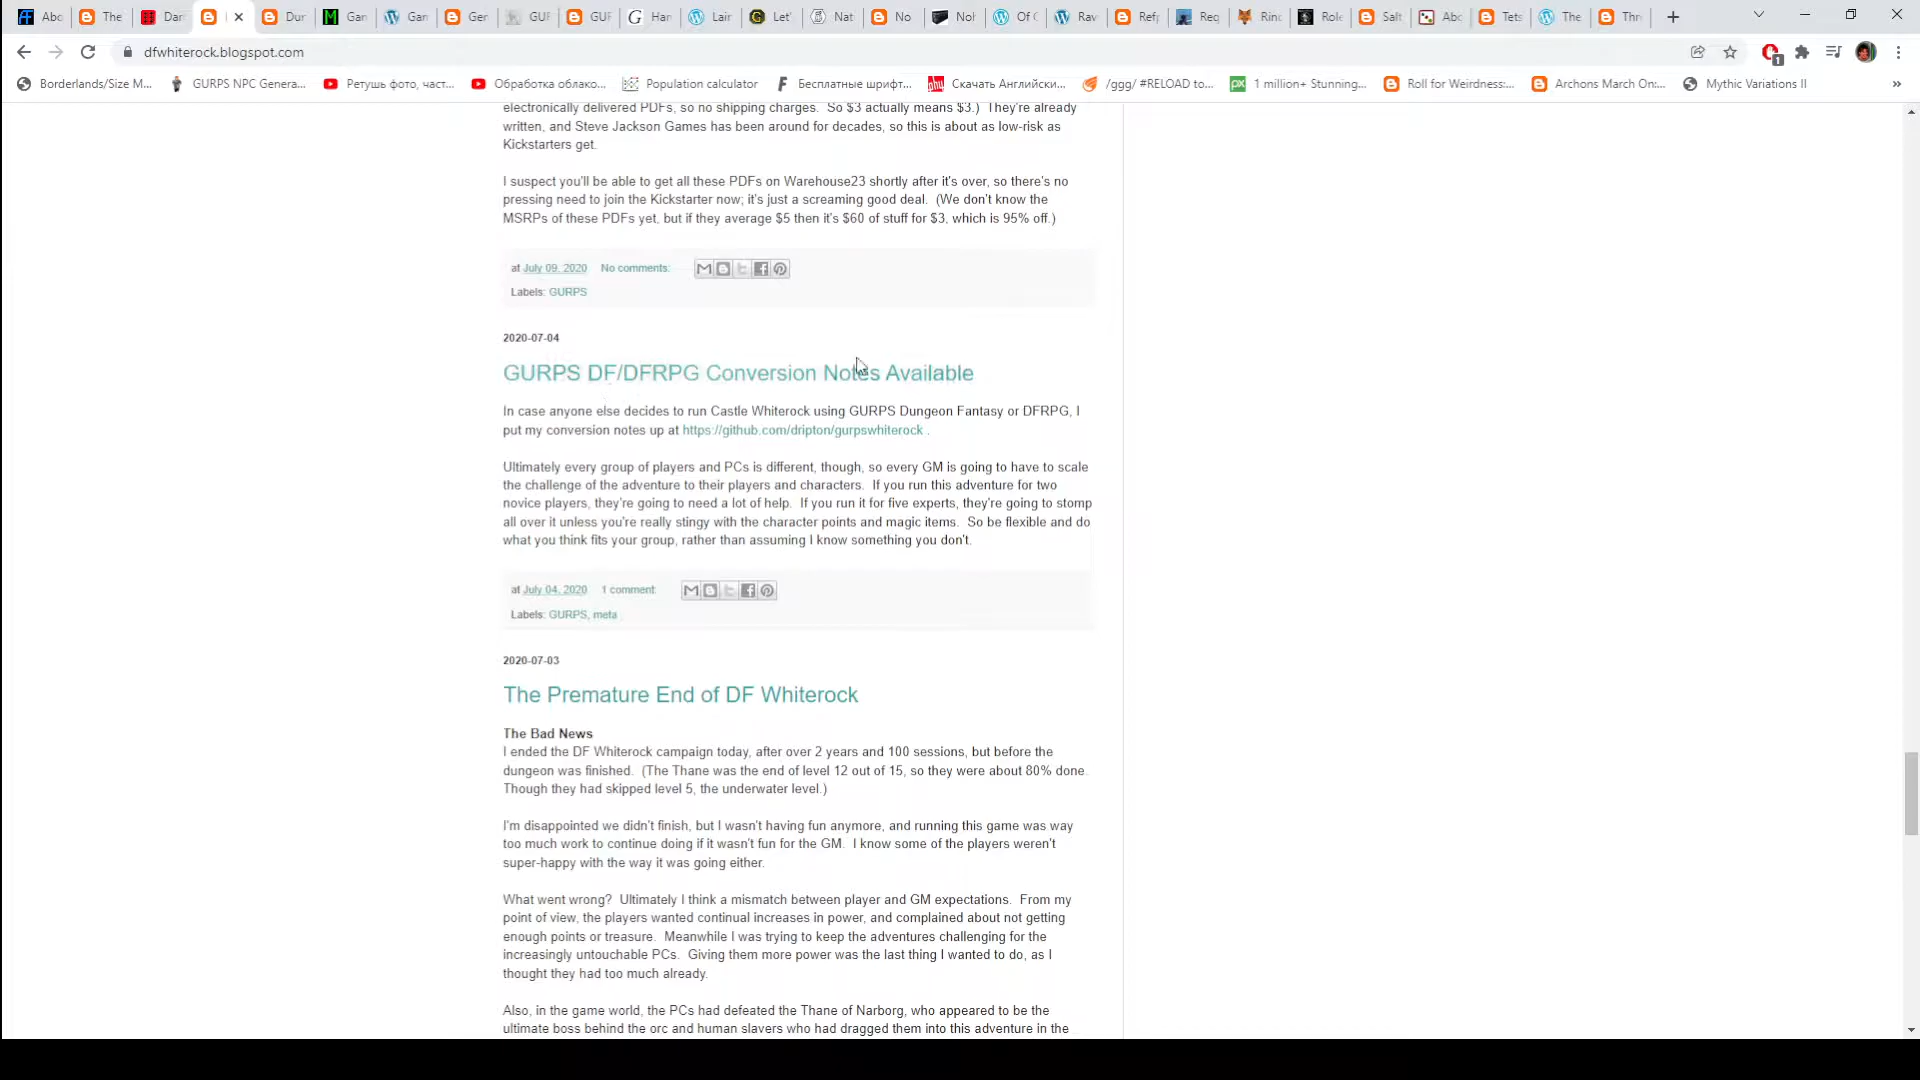 Abo
The
Dar
Dur
Gan
Gan
Ger
GUF
GUF
Har
Lair
Let'
Nat
No
Noh
Of C
Rav
Refp
Req
Rinc
Role
Salt
Abo
Tets
The
Thr
dfwhiterock.blogspot.com
Borderlands/Size M...
GURPS NPC Genera...
Ретушь фото, част...
Обработка облако...
Population calculator
Бесплатные шрифт...
Скачать Английски...
/ggg/ #RELOAD to...
1 million+ Stunning...
Roll for Weirdness:...
Archons March On:...
Mythic Variations II
electronically delivered PDFs, so no shipping charges.  So $3 actually means $3.)  They're already
written, and Steve Jackson Games has been around for decades, so this is about as low-risk as
Kickstarters get.
I suspect you'll be able to get all these PDFs on Warehouse23 shortly after it's over, so there's no
pressing need to join the Kickstarter now; it's just a screaming good deal.  (We don't know the
MSRPs of these PDFs yet, but if they average $5 then it's $60 of stuff for $3, which is 95% off.)
at July 09, 2020 No comments:
Labels: GURPS
2020-07-04
GURPS DF/DFRPG Conversion Notes Available
In case anyone else decides to run Castle Whiterock using GURPS Dungeon Fantasy or DFRPG, I
put my conversion notes up at https://github.com/dripton/gurpswhiterock .
Ultimately every group of players and PCs is different, though, so every GM is going to have to scale
the challenge of the adventure to their players and characters.  If you run this adventure for two
novice players, they're going to need a lot of help.  If you run it for five experts, they're going to stomp
all over it unless you're really stingy with the character points and magic items.  So be flexible and do
what you think fits your group, rather than assuming I know something you don't.
at July 04, 2020 1 comment:
Labels: GURPS, meta
2020-07-03
The Premature End of DF Whiterock
The Bad News
I ended the DF Whiterock campaign today, after over 2 years and 100 sessions, but before the
dungeon was finished.  (The Thane was the end of level 12 out of 15, so they were about 80% done.
Though they had skipped level 5, the underwater level.)
I'm disappointed we didn't finish, but I wasn't having fun anymore, and running this game was way
too much work to continue doing if it wasn't fun for the GM.  I know some of the players weren't
super-happy with the way it was going either.
What went wrong?  Ultimately I think a mismatch between player and GM expectations.  From my
point of view, the players wanted continual increases in power, and complained about not getting
enough points or treasure.  Meanwhile I was trying to keep the adventures challenging for the
increasingly untouchable PCs.  Giving them more power was the last thing I wanted to do, as I
thought they had too much already.
Also, in the game world, the PCs had defeated the Thane of Narborg, who appeared to be the
ultimate boss behind the orc and human slavers who had dragged them into this adventure in the